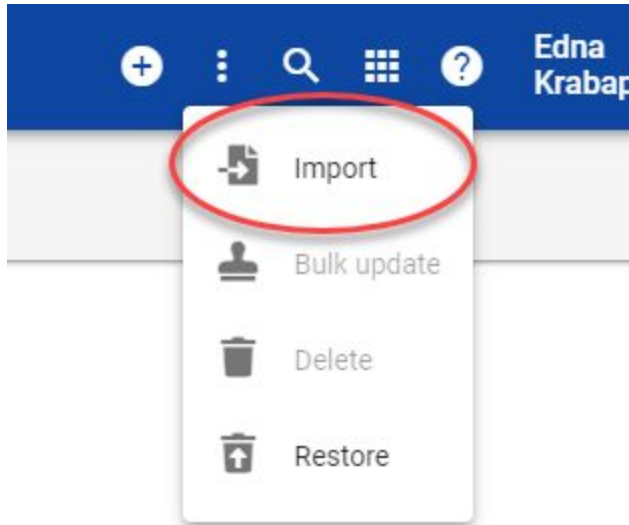 Edna
Krabap
Import
Bulk update
Delete
Restore